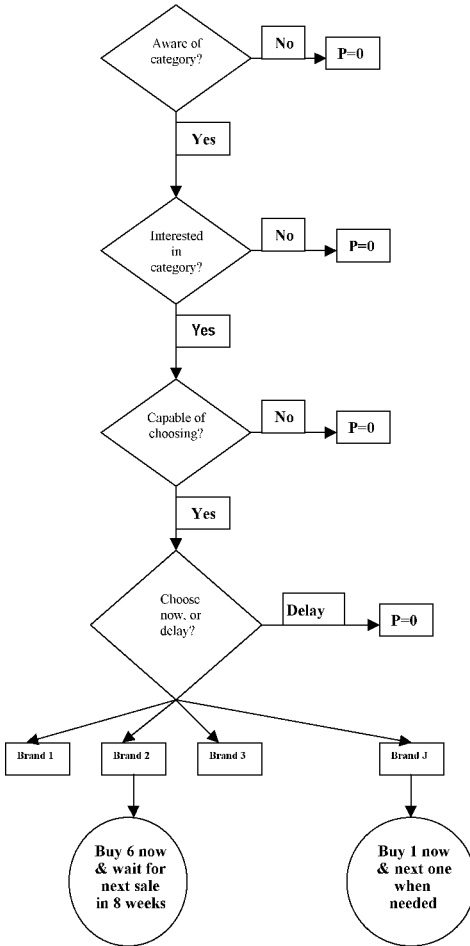 Aware of
category?
No
P=0
Yes
Interested
in
category?
No
P=0
Yes
Capable of
choosing?
No
P=0
Yes
Choose
now, or
delay?
Delay
P=0
Brand 1
Brand 2
Brand 3
Brand J
Buy 6 now
& wait for
next sale
in 8 weeks
Buy 1 now
& next one
when
needed